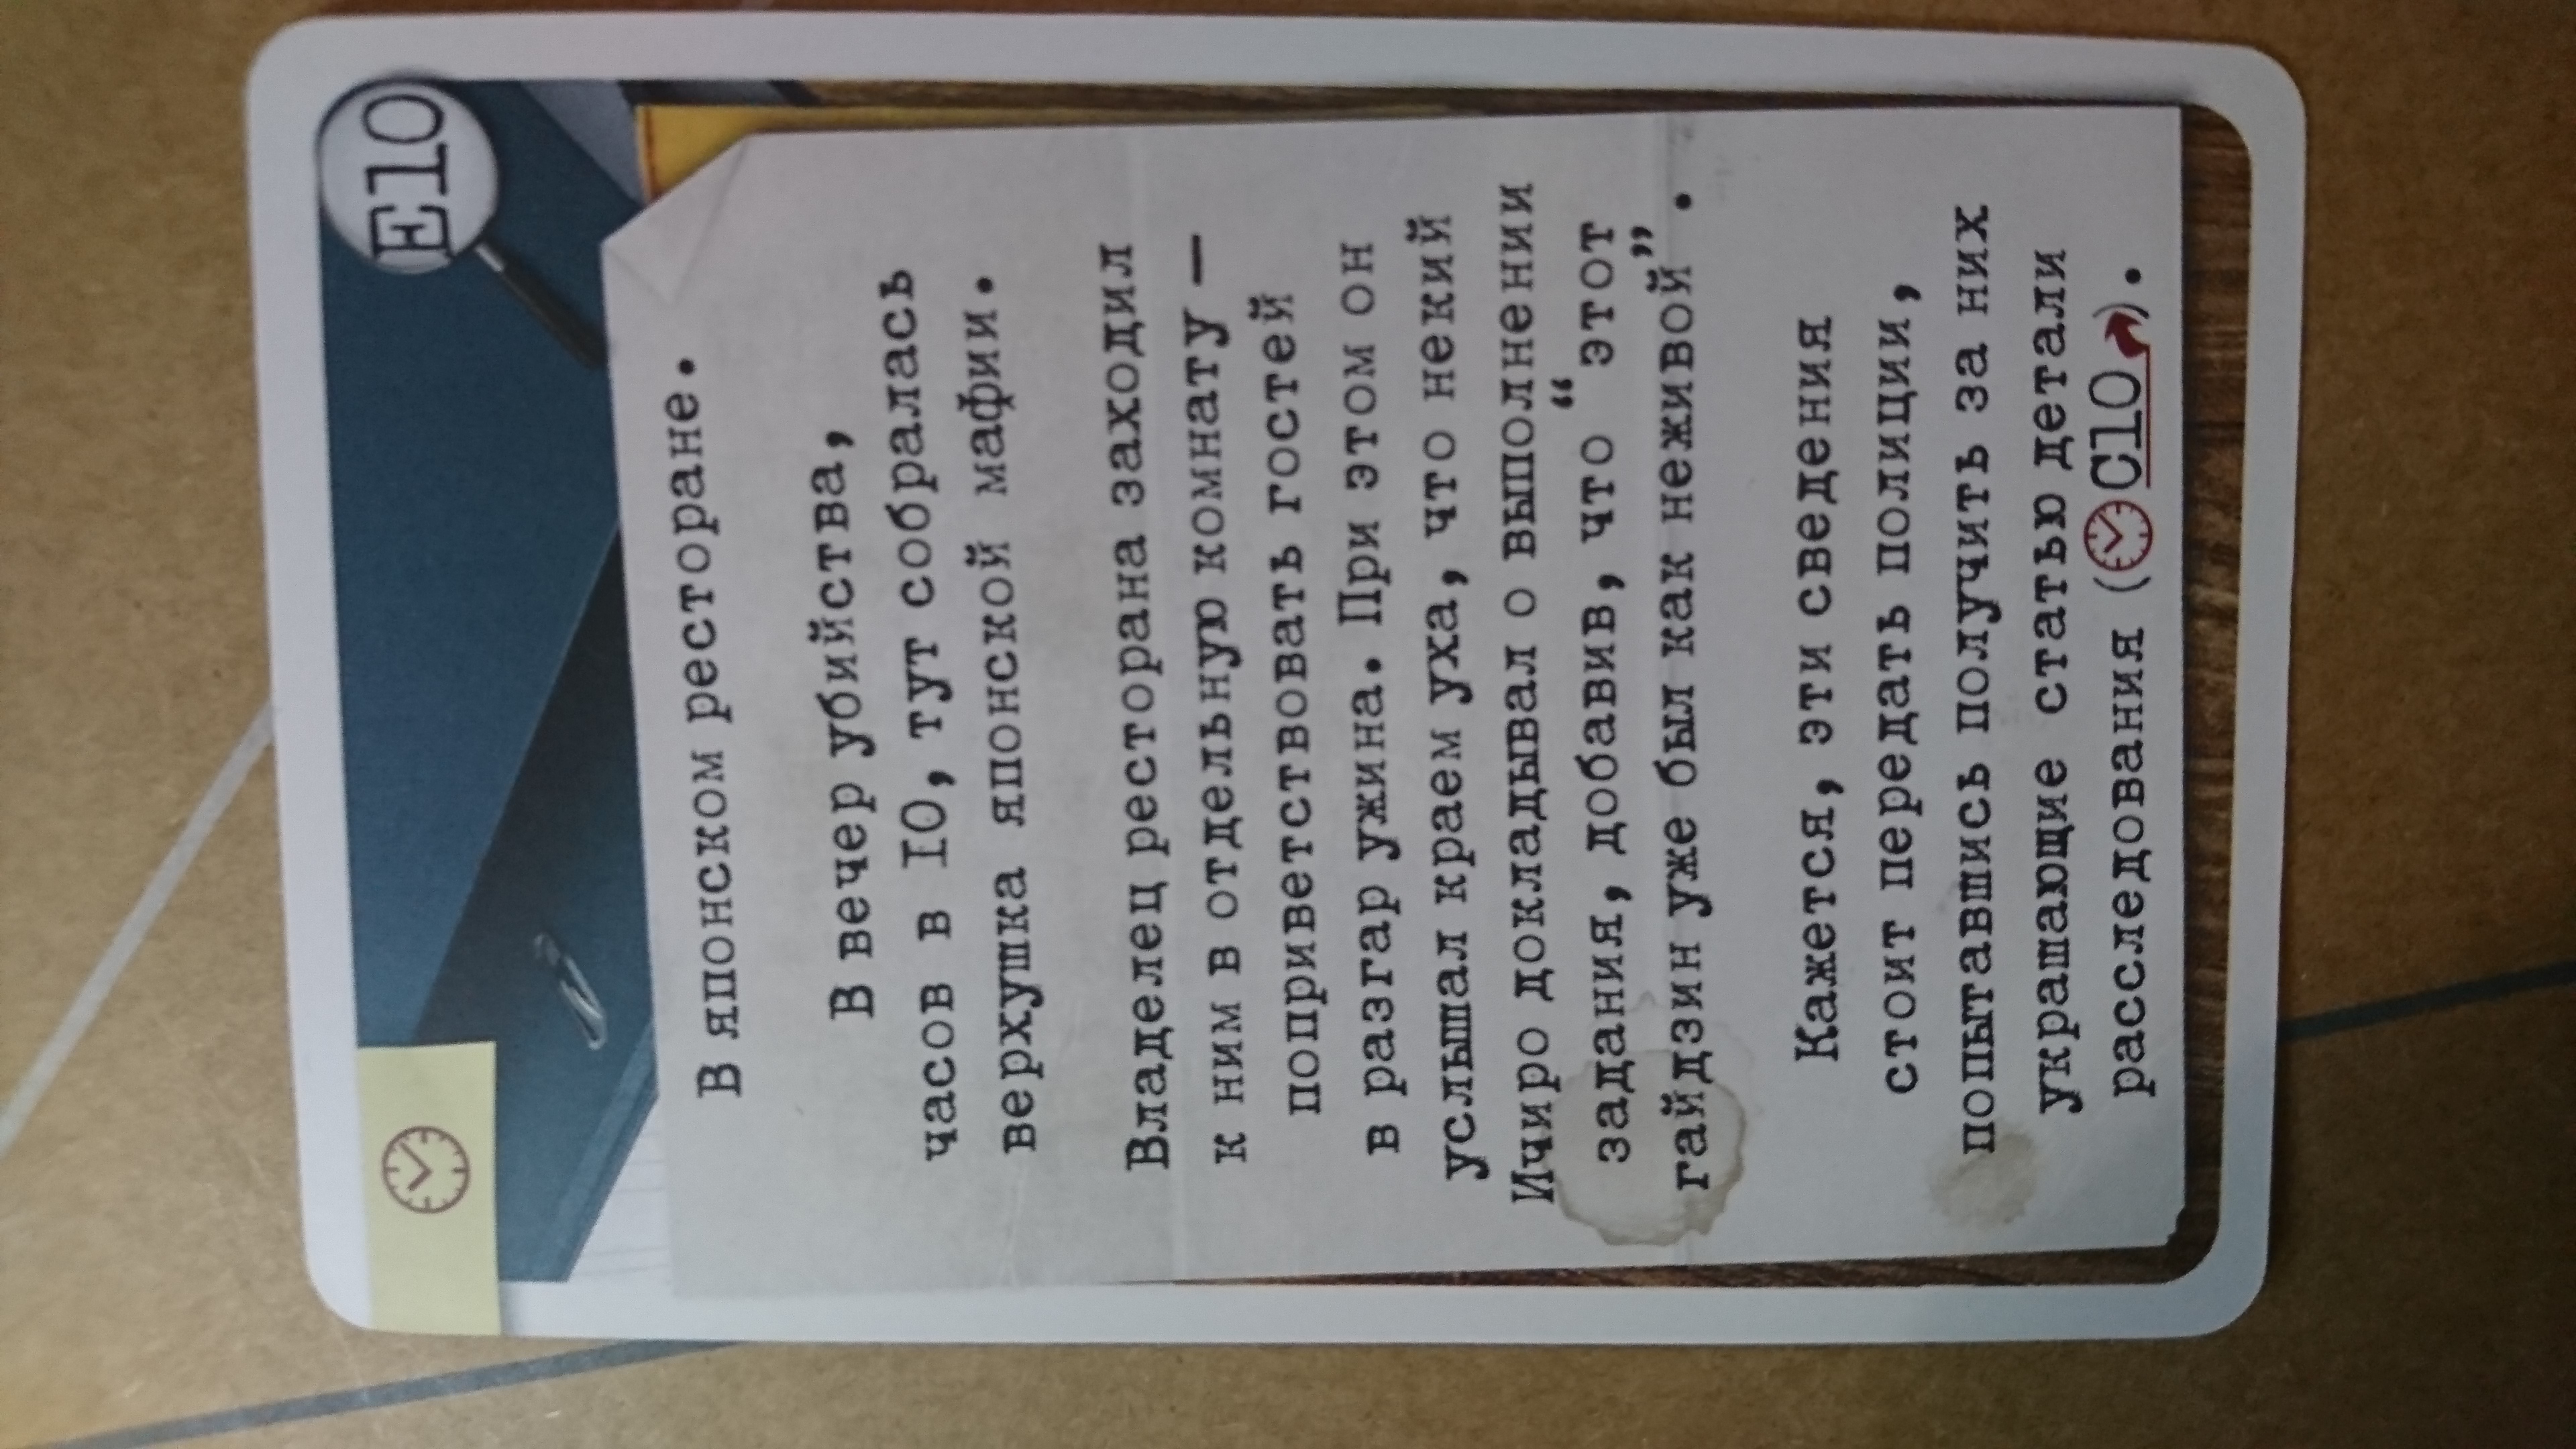 E10
В японском ресторане.
В вечер убийства,
часов в 10, тут собралась
верхушка японской мафии.
Владелец ресторана заходил
к ним в отдельную комнату —
поприветствовать гостей
в разгар ужина. При этом он
услышал краем уха, что некий
Ичиро докладывал о выполнении
задания, добавив, что “этот
гайдзин уже был как неживой”.
Кажется, эти сведения
стоит передать полиции,
попытавшись получить за них
украшающие статью детали
расследования (C10).